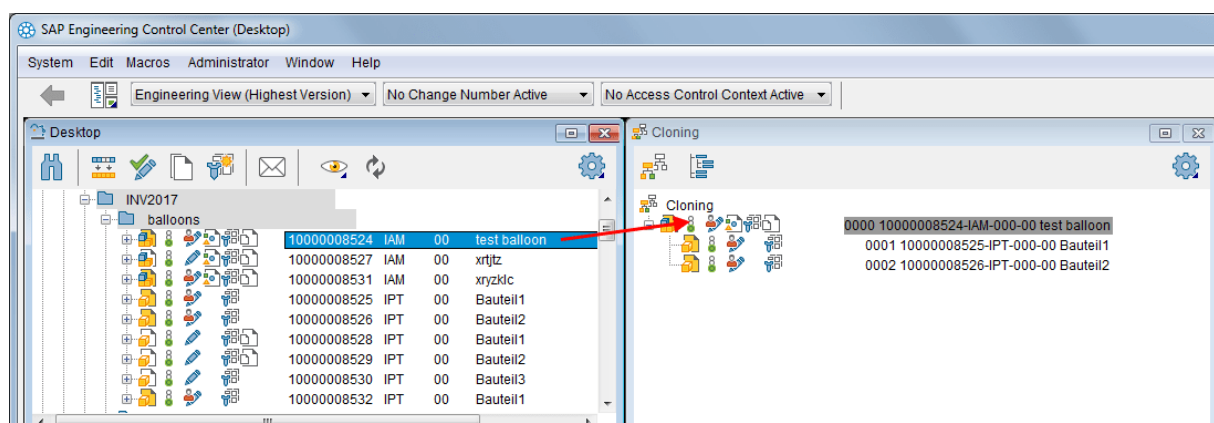 SAP Engineering Control Center (Desktop)
System Edit Macros Administrator Window Help
Engineering View (Highest Version) No Change Number Active No Access Control Context Active
Desktop
INV2017
balloons
10000008524 IAM 00 test balloon
10000008527 IAM 00 xrtjtz
10000008531 IAM 00 xryzklc
10000008525 IPT 00 Bauteil1
10000008526 IPT 00 Bauteil2
10000008528 IPT 00 Bauteil1
10000008529 IPT 00 Bauteil2
10000008530 IPT 00 Bauteil3
10000008532 IPT 00 Bauteil1
Cloning
Cloning
0000 10000008524-IAM-000-00 test balloon
0001 10000008525-IPT-000-00 Bauteil1
0002 10000008526-IPT-000-00 Bauteil2